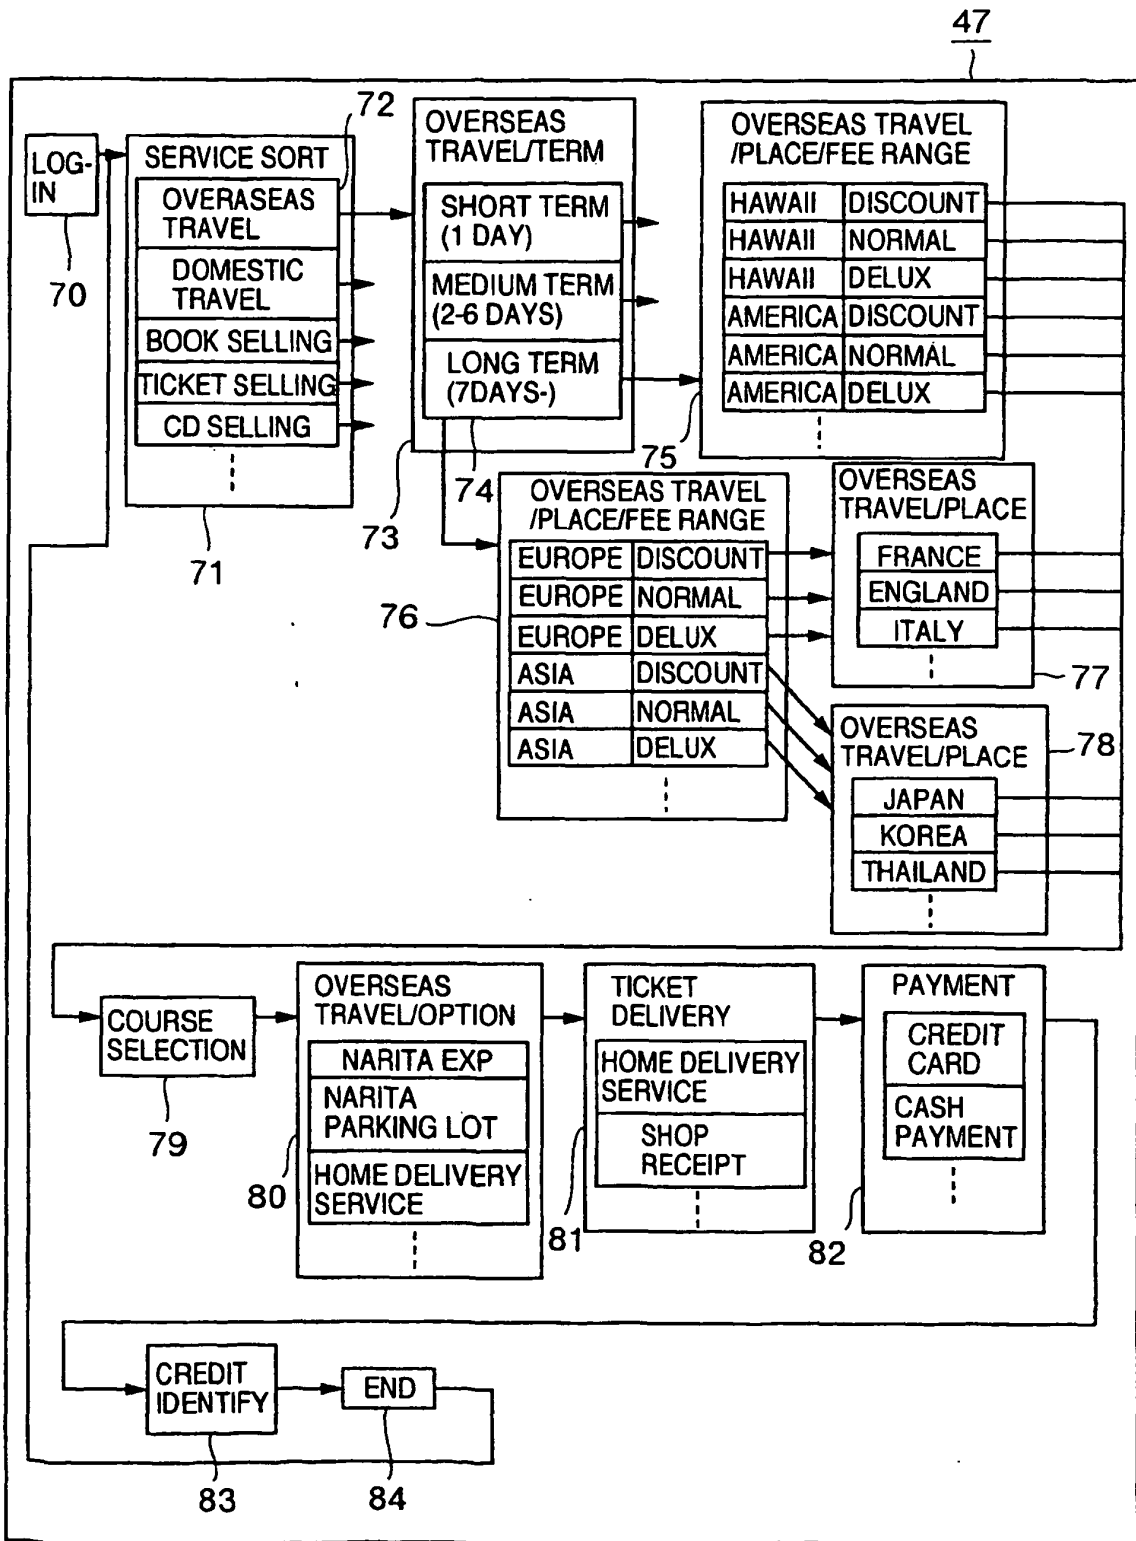 47
LOG-
IN
70
SERVICE SORT
72
OVERASEAS
TRAVEL
DOMESTIC
TRAVEL
BOOK SELLING
TICKET SELLING
CD SELLING
71
OVERSEAS
TRAVEL/TERM
SHORT TERM
(1 DAY)
MEDIUM TERM
(2-6 DAYS)
LONG TERM
(7DAYS-)
73
74
OVERSEAS TRAVEL
/PLACE/FEE RANGE
HAWAII DISCOUNT
HAWAII NORMAL
HAWAII DELUX
AMERICA DISCOUNT
AMERICA NORMAL
AMERICA DELUX
75
OVERSEAS TRAVEL
/PLACE/FEE RANGE
EUROPE DISCOUNT
EUROPE NORMAL
EUROPE DELUX
ASIA DISCOUNT
ASIA NORMAL
ASIA DELUX
76
OVERSEAS
TRAVEL/PLACE
FRANCE
ENGLAND
ITALY
77
OVERSEAS
TRAVEL/PLACE
JAPAN
KOREA
THAILAND
78
COURSE
SELECTION
79
OVERSEAS
TRAVEL/OPTION
NARITA EXP
NARITA
PARKING LOT
HOME DELIVERY
SERVICE
80
TICKET
DELIVERY
HOME DELIVERY
SERVICE
SHOP
RECEIPT
81
PAYMENT
CREDIT
CARD
CASH
PAYMENT
82
CREDIT
IDENTIFY
83
END
84